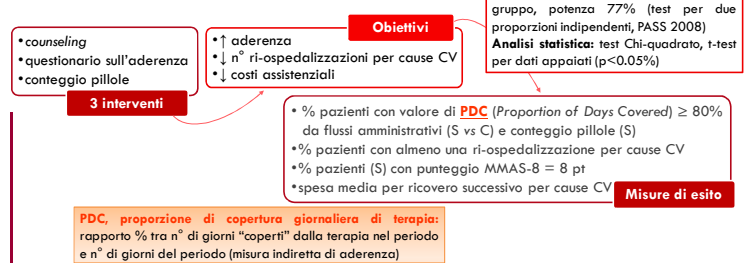 gruppo, potenza 77% (test per due
proporzioni indipendenti, PASS 2008)
Analisi statistica: test Chi-quadrato, t-test
per dati appaiati (p<0.05%)
•counseling
•questionario sull'aderenza
•conteggio pillole
3 interventi
Obiettivi
•↑ aderenza
•↓ n° ri-ospedalizzazioni per cause CV
•↓ costi assistenziali
• % pazienti con valore di PDC (Proportion of Days Covered) ≥ 80%
da flussi amministrativi (S vs C) e conteggio pillole (S)
•% pazienti con almeno una ri-ospedalizzazione per cause CV
•% pazienti (S) con punteggio MMAS-8 = 8 pt
•spesa media per ricovero successivo per cause CV
Misure di esito
PDC, proporzione di copertura giornaliera di terapia:
rapporto % tra n° di giorni "coperti" dalla terapia nel periodo
e n° di giorni del periodo (misura indiretta di aderenza)